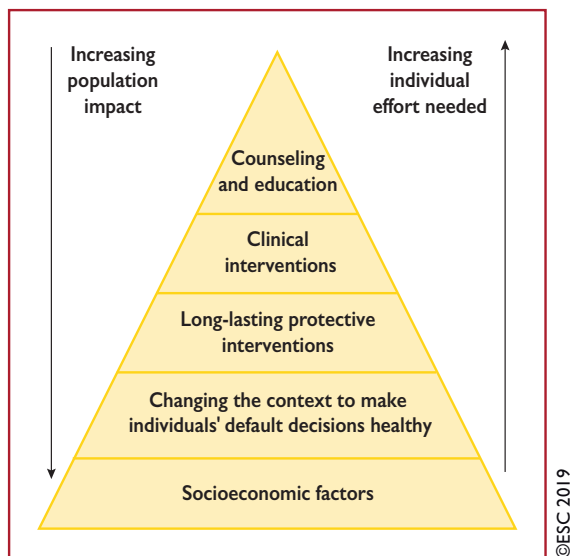 Increasing
population
impact
Increasing
individual
effort needed
Counseling
and education
Clinical
interventions
Long-lasting protective
interventions
Changing the context to make
individuals' default decisions healthy
Socioeconomic factors
©ESC 2019